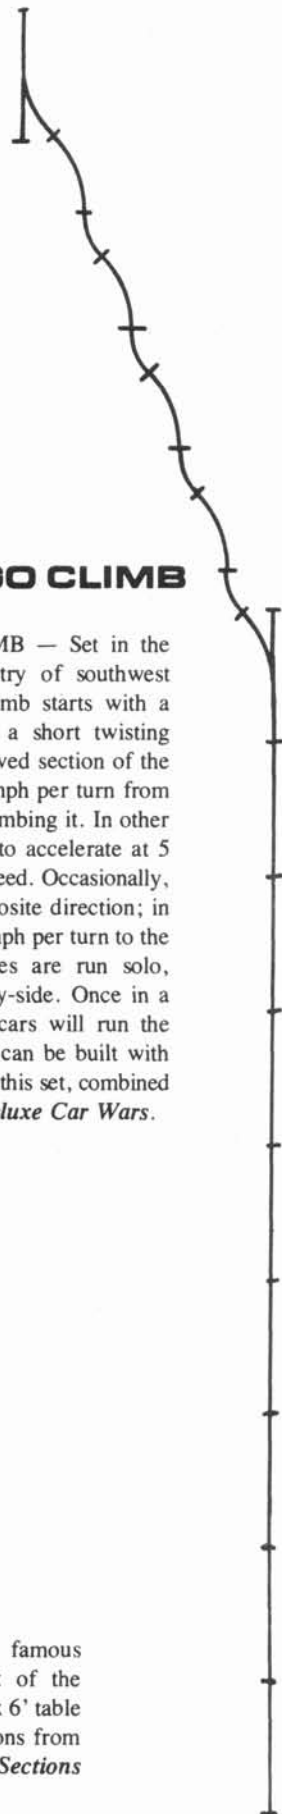 GO CLIMB
MB — Set in the
try of southwest
mb starts with a
a short twisting
ved section of the
mph per turn from
mbing it. In other
to accelerate at 5
eed. Occasionally,
osite direction; in
mph per turn to the
es are run solo,
y-side. Once in a
cars will run the
can be built with
this set, combined
luxe Car Wars.
famous
of the
6' table
ons from
Sections